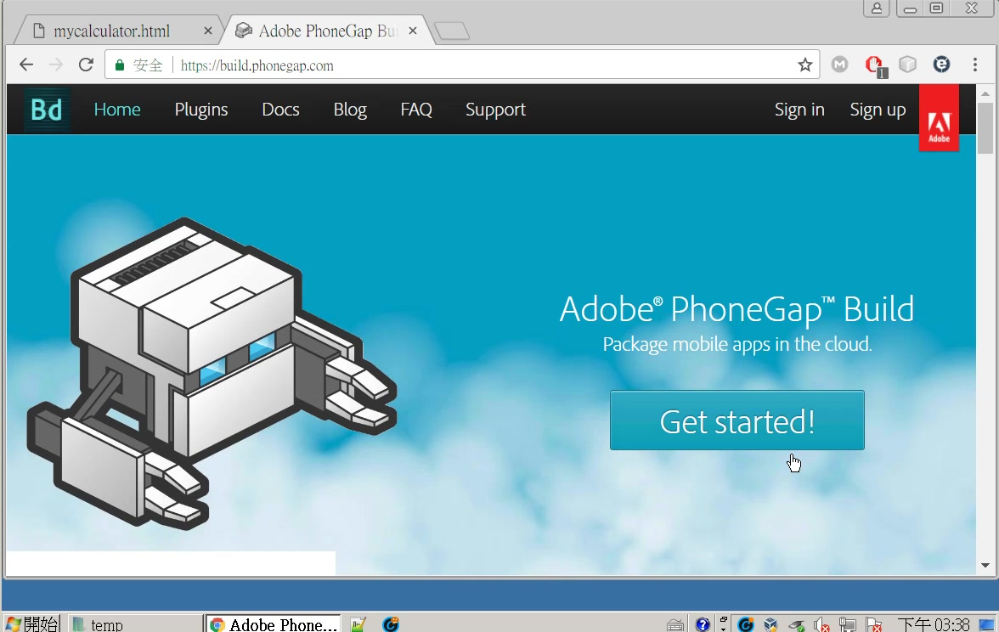 mycalculator.html
Adobe PhoneGap Bui
安全 https://build.phonegap.com
1
Bd Home Plugins Docs Blog FAQ Support Sign in Sign up
Adobe
Adobe® PhoneGap™ Build
Package mobile apps in the cloud.
Get started!
開始 temp Adobe Phone... 下午 03:38